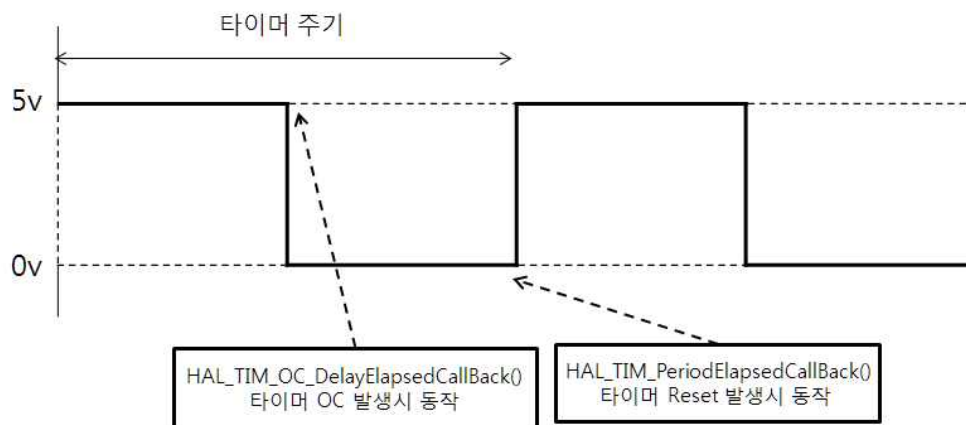 타이머 주기
5v
0v
HAL_TIM_OC_DelayElapsedCallBack()
타이머 OC 발생시 동작
HAL_TIM_PeriodElapsedCallBack()
타이머 Reset 발생시 동작